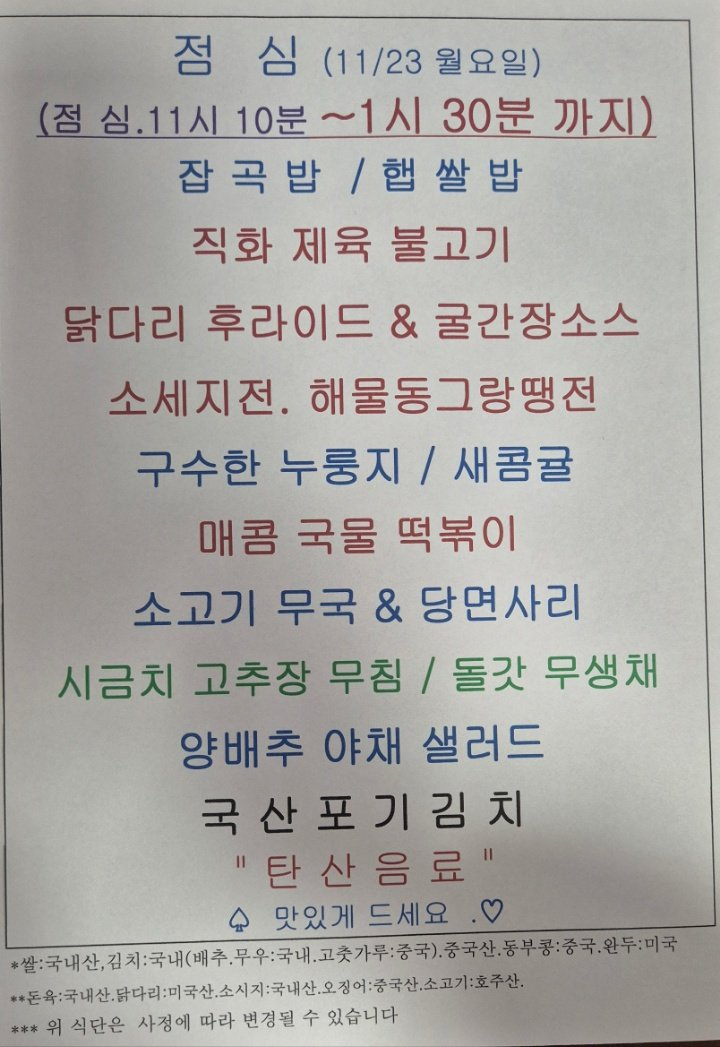 점 심 (11/23 월요일)
(점 심.11시 10분 ~1시 30분 까지)
잡 곡 밥 / 햅 쌀 밥
직화 제육 불고기
닭다리 후라이드 & 굴간장소스
소세지전. 해물동그랑땡전
구수한 누룽지 / 새콤귤
매콤 국물 떡볶이
소고기 무국 & 당면사리
시금치 고추장 무침 / 돌갓 무생채
양배추 야채 샐러드
국 산 포 기 김 치
" 탄 산 음 료 "
♤ 맛있게 드세요 .♡
*쌀:국내산,김치:국내(배추.무우:국내.고춧가루:중국).중국산.동부콩:중국.완두:미국
**돈육:국내산.닭다리:미국산.소시지:국내산.오징어:중국산,소고기:호주산.
*** 위 식단은 사정에 따라 변경될 수 있습니다